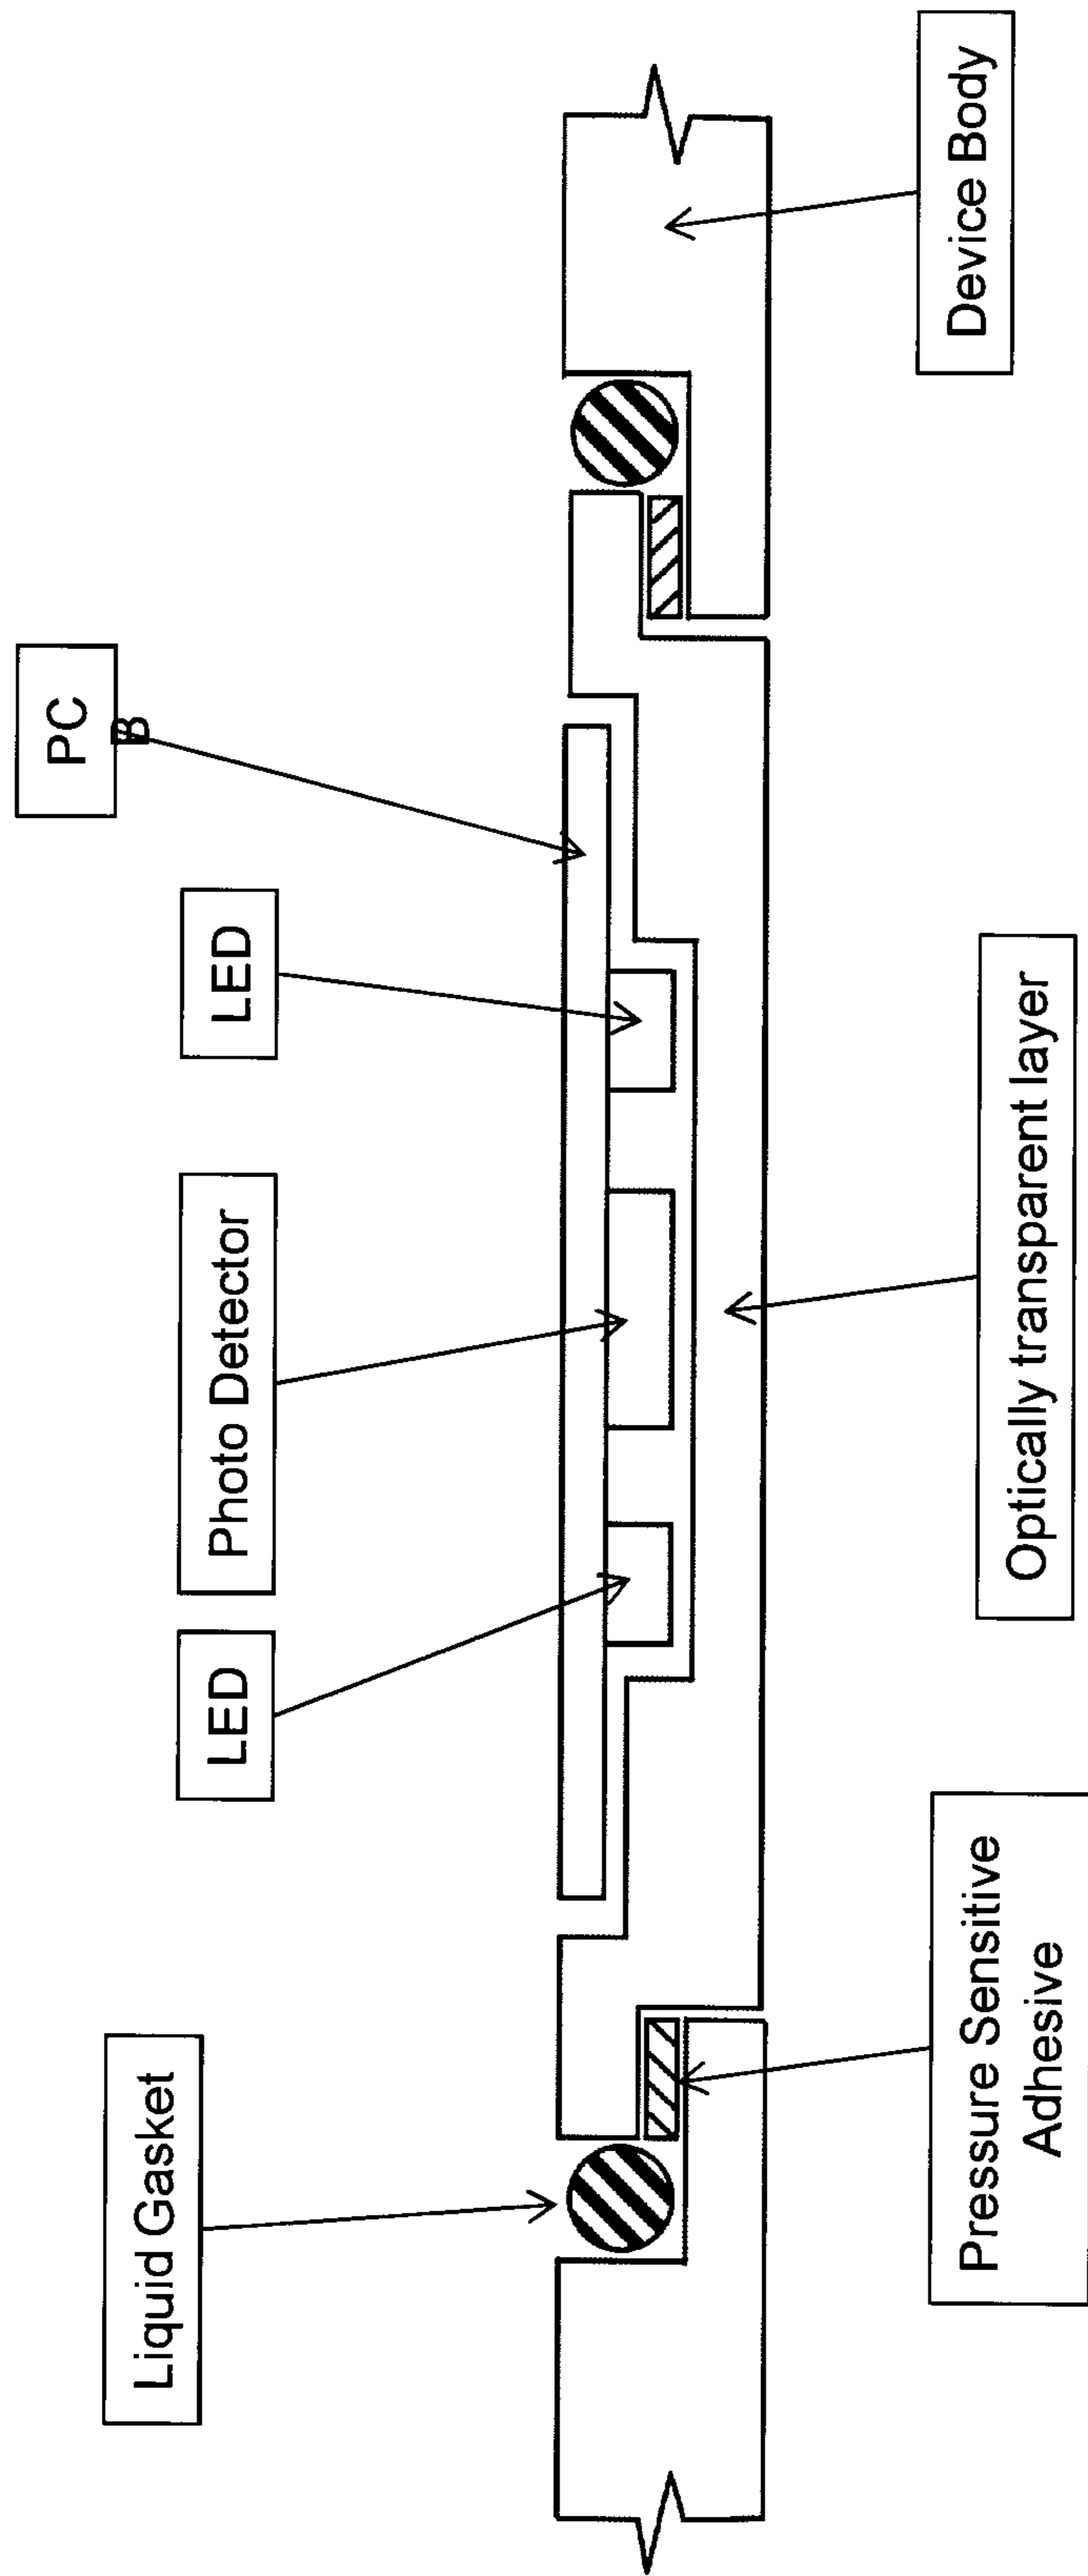 Liquid Gasket
LED
Photo Detector
LED
PC
B
Pressure Sensitive
Adhesive
Optically transparent layer
Device Body